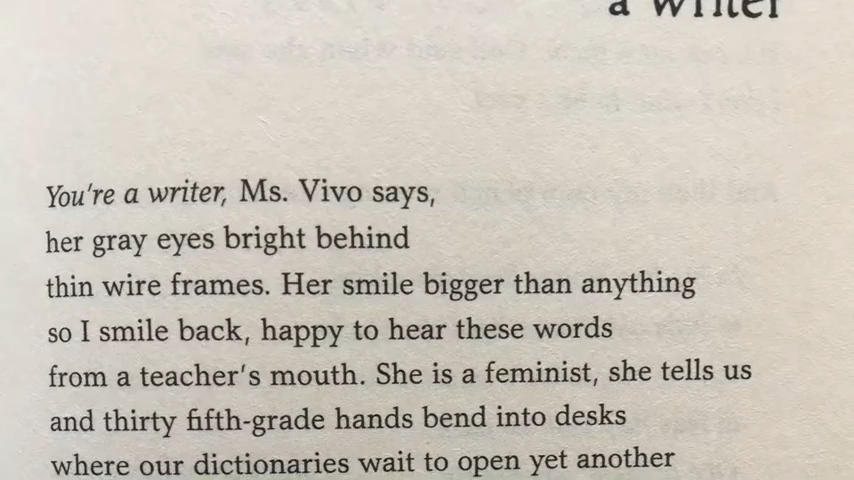 a writer
You're a writer, Ms. Vivo says,
her gray eyes bright behind
thin wire frames. Her smile bigger than anything
so I smile back, happy to hear these words
from a teacher's mouth. She is a feminist, she tells us
and thirty fifth-grade hands bend into desks
where our dictionaries wait to open yet another